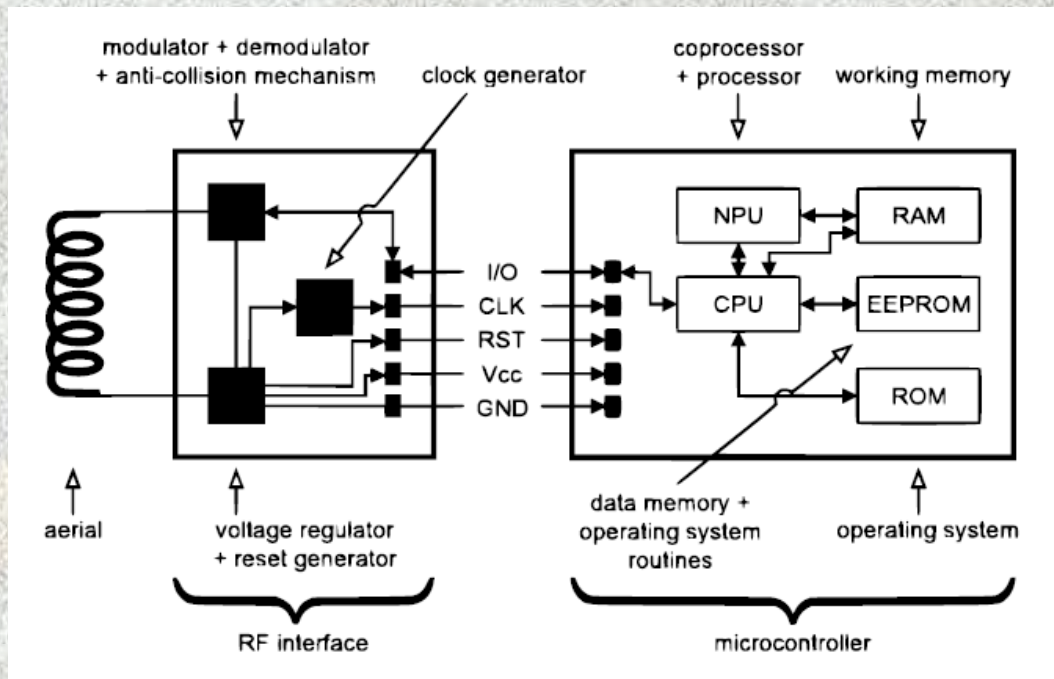 modulator + demodulator
+ anti-collision mechanism
clock generator
coprocessor
+ processor
working memory
NPU
RAM
I/O
CLK
CPU
EEPROM
RST
Vcc
GND
ROM
aerial
voltage regulator
+ reset generator
data memory +
operating system
routines
operating system
RF interface
microcontroller